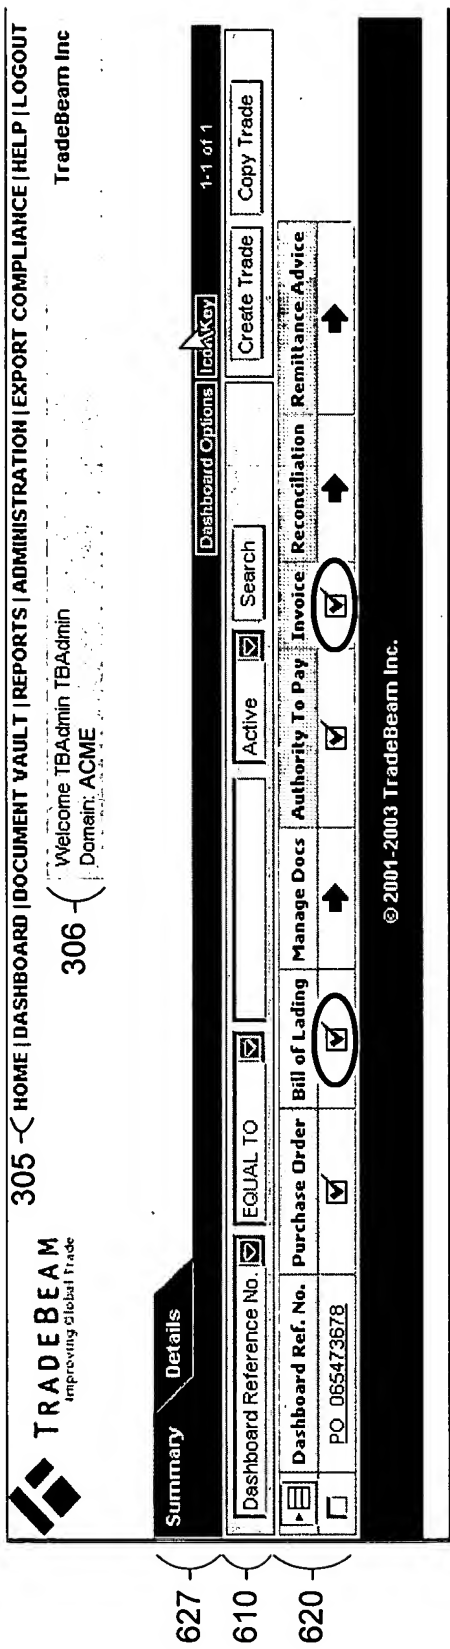 305 HOME | DASHBOARD | DOCUMENT VAULT | REPORTS | ADMINISTRATION | EXPORT COMPLIANCE | HELP | LOGOUT
TRADEBEAM
Improving Global Trade
306 Welcome TBAdmin TBAdmin TradeBeam Inc
Domain: ACME
627 Summary Details Dashboard Options Icon Key 1-1 of 1
610 Dashboard Reference No. EQUAL TO Active Search Create Trade Copy Trade
620 Dashboard Ref. No. Purchase Order Bill of Lading Manage Docs Authority To Pay Invoice Reconciliation Remittance Advice
PO 065473678
© 2001-2003 TradeBeam Inc.